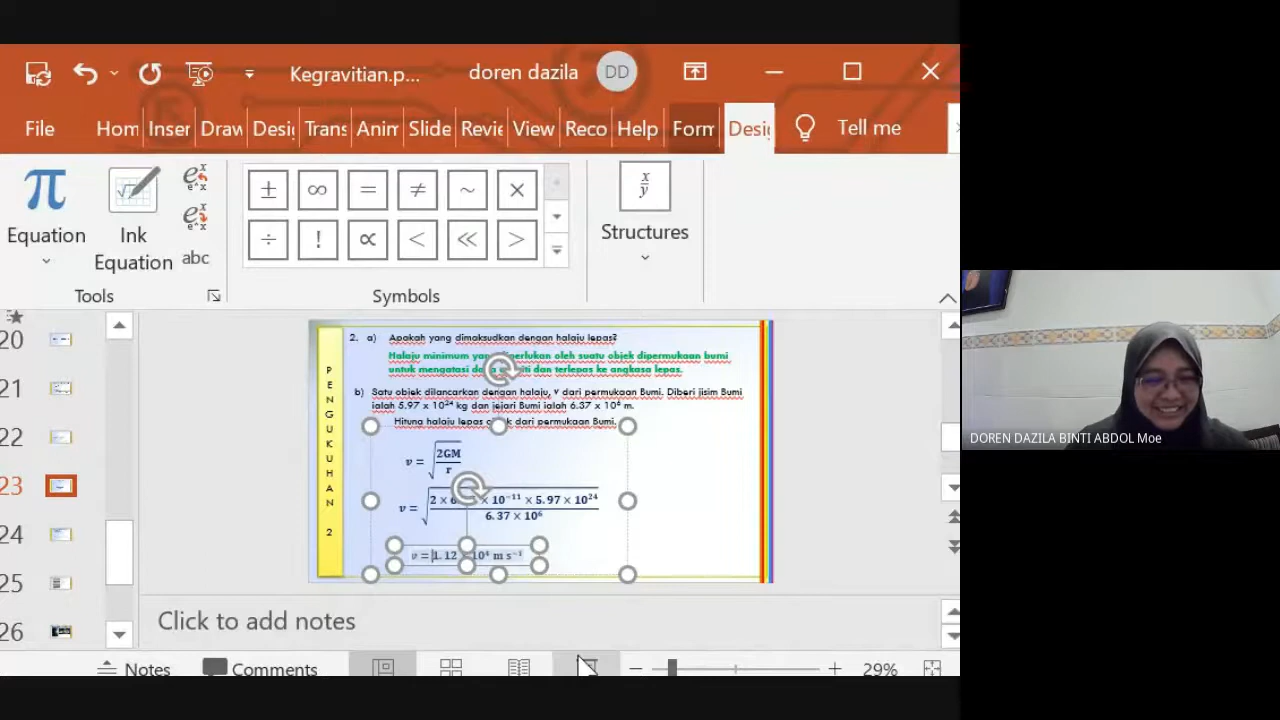 Kegravitian.p...
doren dazila
DD
File
Hom
Inser
Draw
Desig
Trans
Anim
Slide
Revie
View
Reco
Help
Form
Desig
Tell me
π
Equation
Ink
Equation
abc
Tools
± ∞ = ≠ ~ ×
÷ ! ∝ < ≪ >
Symbols
x/y
Structures
20
21
22
23
24
25
26
PENGUKUHAN 2
2. a) Apakah yang dimaksudkan dengan halaju lepas?
Halaju minimum yang diperlukan oleh suatu objek dipermukaan bumi
untuk mengatasi daya graviti dan terlepas ke angkasa lepas.
b) Satu objek dilancarkan dengan halaju, v dari permukaan Bumi. Diberi jisim Bumi
ialah 5.97 x 10²⁴ kg dan jejari Bumi ialah 6.37 x 10⁶ m.
Hitung halaju lepas objek dari permukaan Bumi.
v = √(2GM/r)
v = √(2 × 6. × 10⁻¹¹ × 5.97 × 10²⁴ / 6.37 × 10⁶)
v = 1.12 × 10⁴ m s⁻¹
Click to add notes
Notes
Comments
29%
DOREN DAZILA BINTI ABDOL Moe